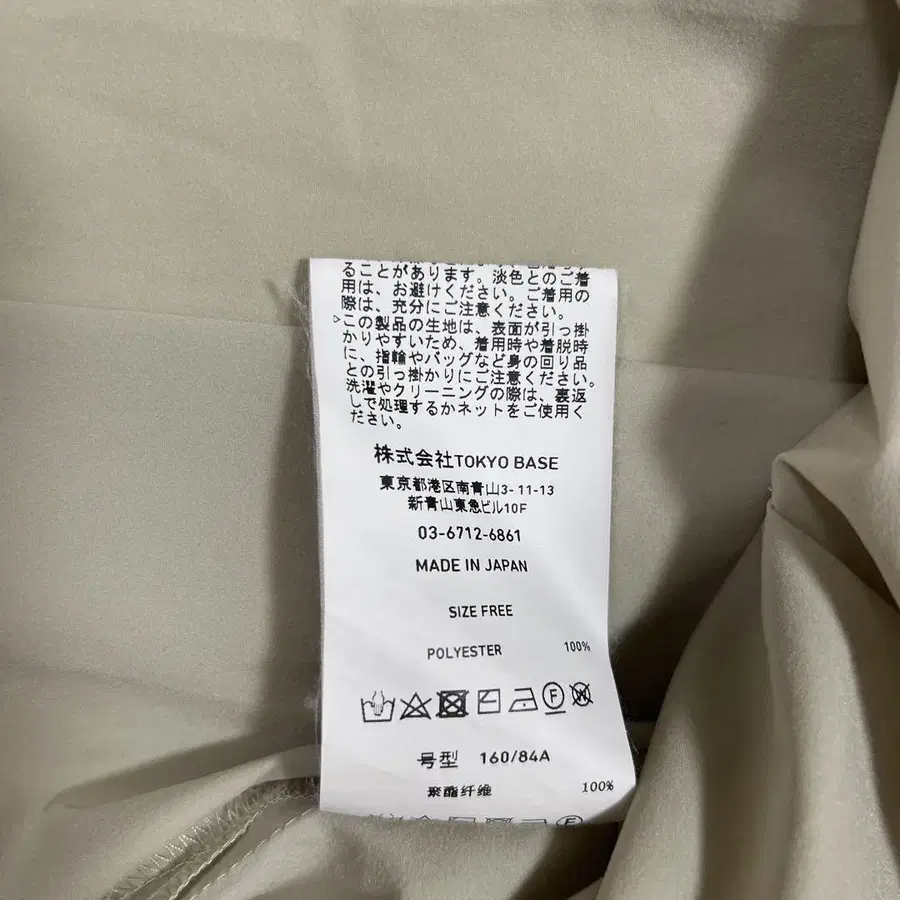 ることがあります。淡色とのご着
用は、お避けください。ご着用の
際は、充分にご注意ください。
▷この製品の生地は、表面が引っ掛
かりやすいため、着用時や着脱時
に、指輪やバッグなど身の回り品
との引っ掛かりにご注意ください。
洗濯やクリーニングの際は、裏返
しで処理するかネットをご使用く
ださい。
株式会社TOKYO BASE
東京都港区南青山3-11-13
新青山東急ビル10F
03-6712-6861
MADE IN JAPAN
SIZE FREE
POLYESTER 100%
F W
号型 160/84A
聚酯纤维 100%
F